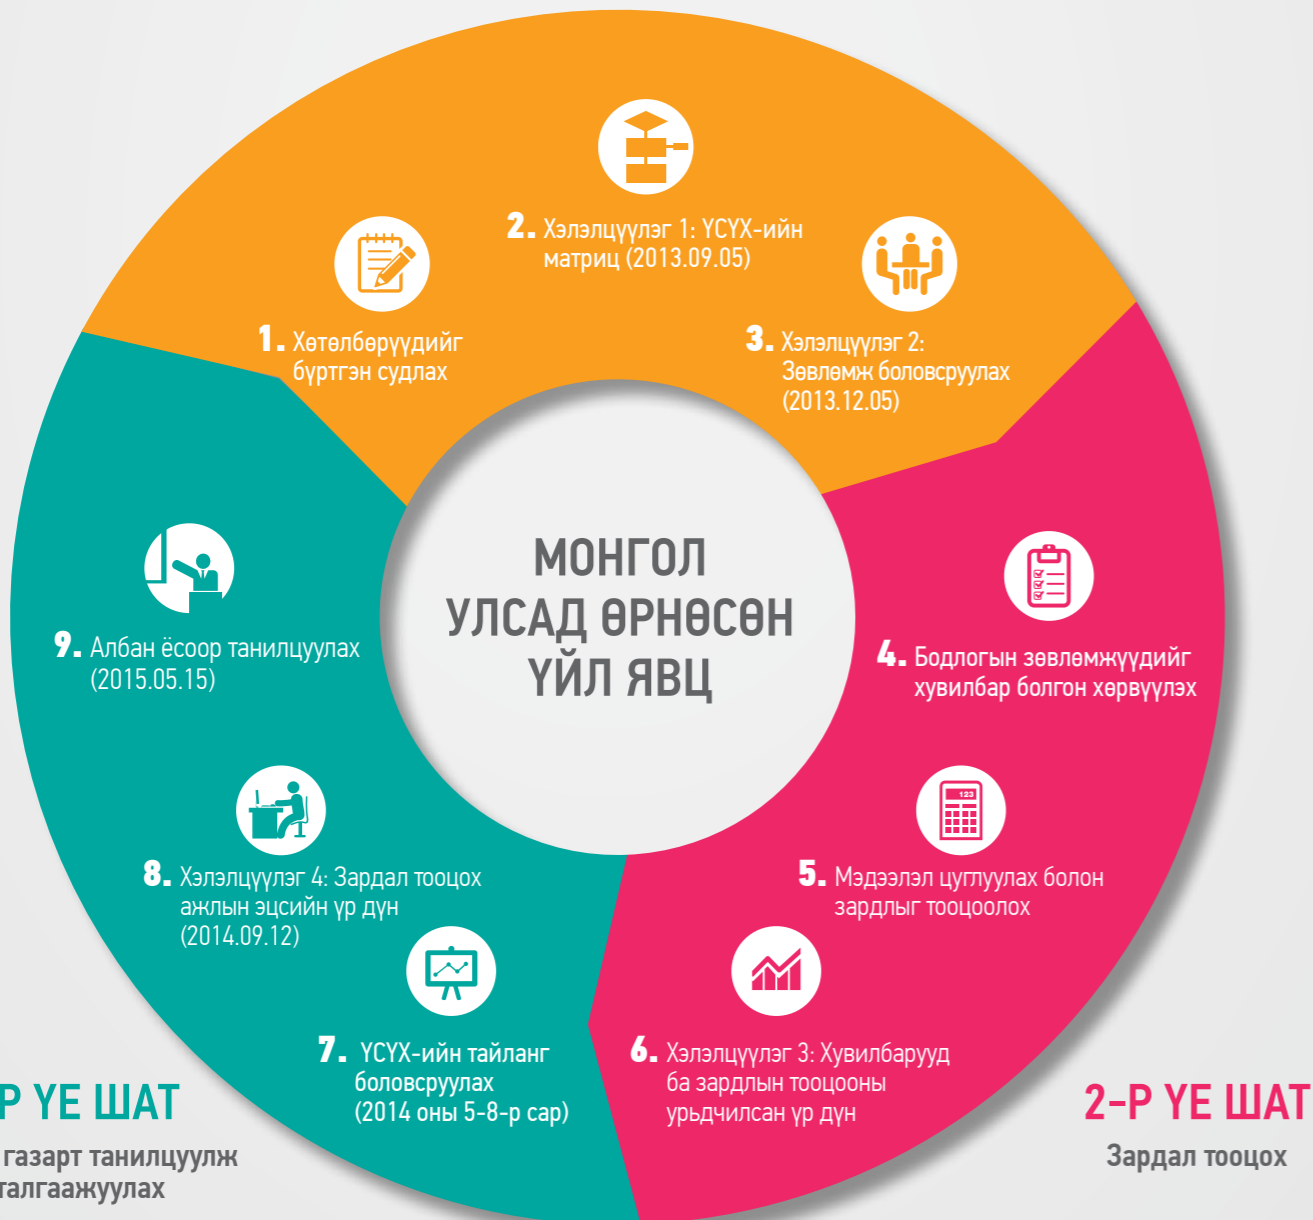 2. Хэлэлцүүлэг 1: ҮСҮХ-ийн
матриц (2013.09.05)
1. Хөтөлбөрүүдийг
бүртгэн судлах
3. Хэлэлцүүлэг 2:
Зөвлөмж боловсруулах
(2013.12.05)
МОНГОЛ
УЛСАД ӨРНӨСӨН
ҮЙЛ ЯВЦ
4. Бодлогын зөвлөмжүүдийг
хувилбар болгон хөрвүүлэх
5. Мэдээлэл цуглуулах болон
зардлыг тооцоолох
123
6. Хэлэлцүүлэг 3: Хувилбарууд
ба зардлын тооцооны
урьдчилсан үр дүн
7. ҮСҮХ-ийн тайланг
боловсруулах
(2014 оны 5-8-р сар)
8. Хэлэлцүүлэг 4: Зардал тооцох
ажлын эцсийн үр дүн
(2014.09.12)
9. Албан ёсоор танилцуулах
(2015.05.15)
Р ҮЕ ШАТ
газарт танилцуулж
талгаажуулах
2-Р ҮЕ ШАТ
Зардал тооцох